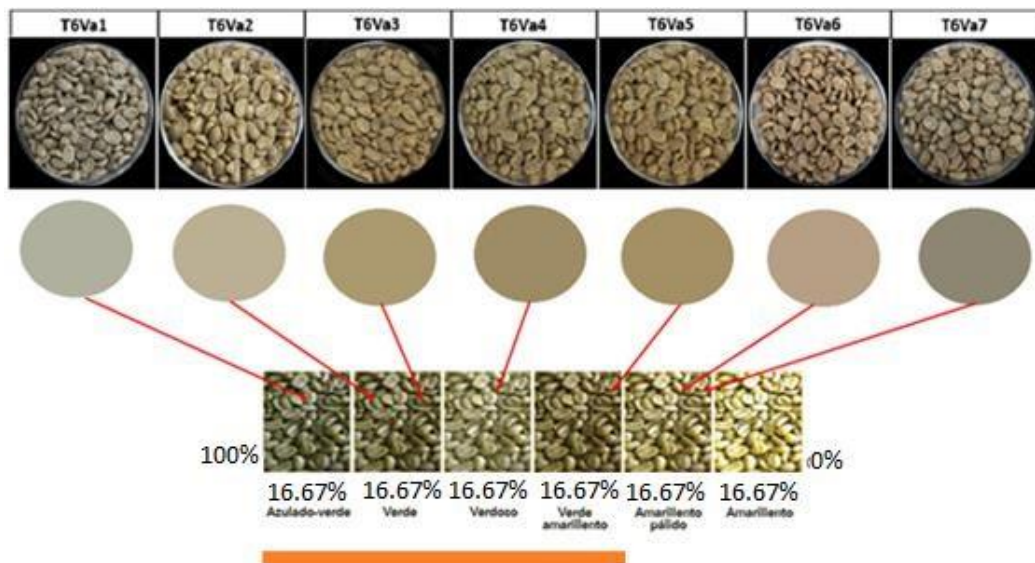 T6Va1 T6Va2 T6Va3 T6Va4 T6Va5 T6Va6 T6Va7
100% 0%
16.67% 16.67% 16.67% 16.67% 16.67% 16.67%
Azulado-verde Verde Verdoso Verde amarillento Amarillento pálido Amarillento